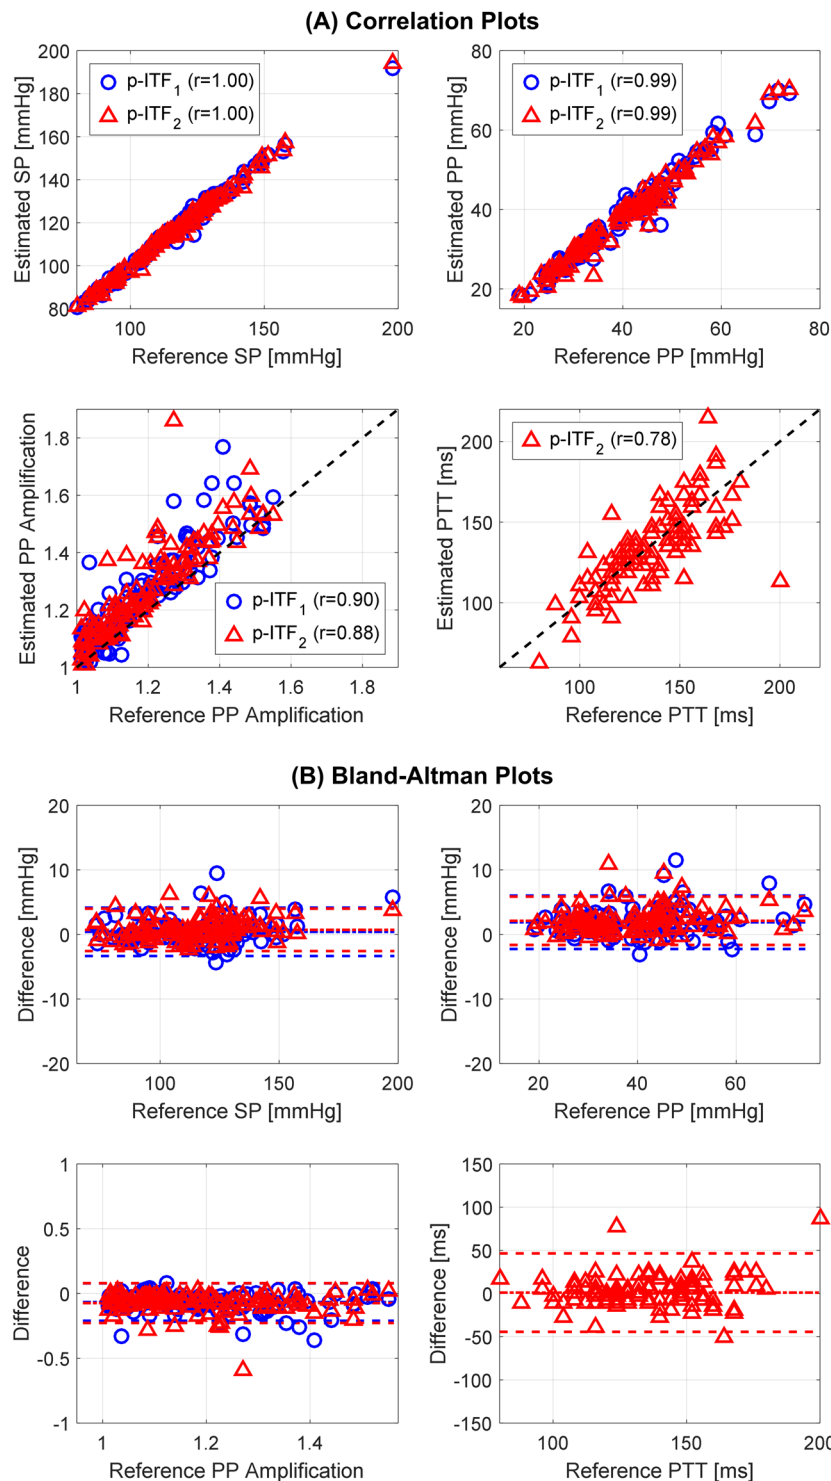 (A) Correlation Plots
200
180
160
140
120
100
80
100
150
200
Estimated SP [mmHg]
Reference SP [mmHg]
p-ITF1 (r=1.00)
p-ITF2 (r=1.00)
80
60
40
20
20
40
60
80
Estimated PP [mmHg]
Reference PP [mmHg]
p-ITF1 (r=0.99)
p-ITF2 (r=0.99)
1.8
1.6
1.4
1.2
1
1
1.2
1.4
1.6
1.8
Estimated PP Amplification
Reference PP Amplification
p-ITF1 (r=0.90)
p-ITF2 (r=0.88)
200
150
100
100
150
200
Estimated PTT [ms]
Reference PTT [ms]
p-ITF2 (r=0.78)
(B) Bland-Altman Plots
20
10
0
-10
-20
100
150
200
Difference [mmHg]
Reference SP [mmHg]
20
10
0
-10
-20
20
40
60
Difference [mmHg]
Reference PP [mmHg]
1
0.5
0
-0.5
-1
1
1.2
1.4
Difference
Reference PP Amplification
150
100
50
0
-50
-100
-150
100
150
200
Difference [ms]
Reference PTT [ms]